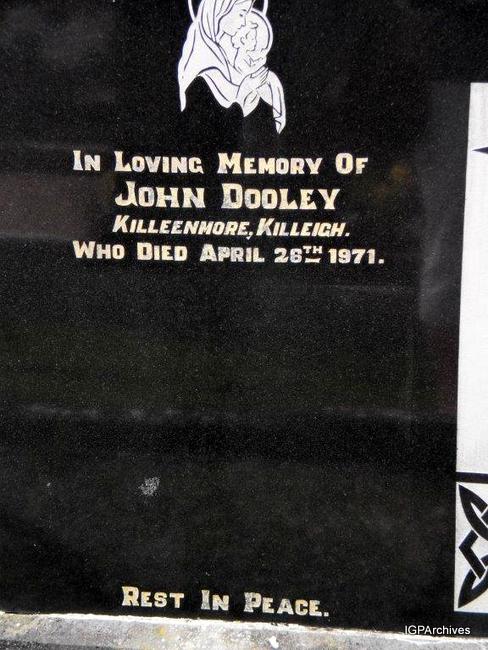 In Loving Memory Of
John Dooley
Killeenmore, Killeigh.
Who Died April 26TH 1971.
Rest In Peace.
IGPArchives